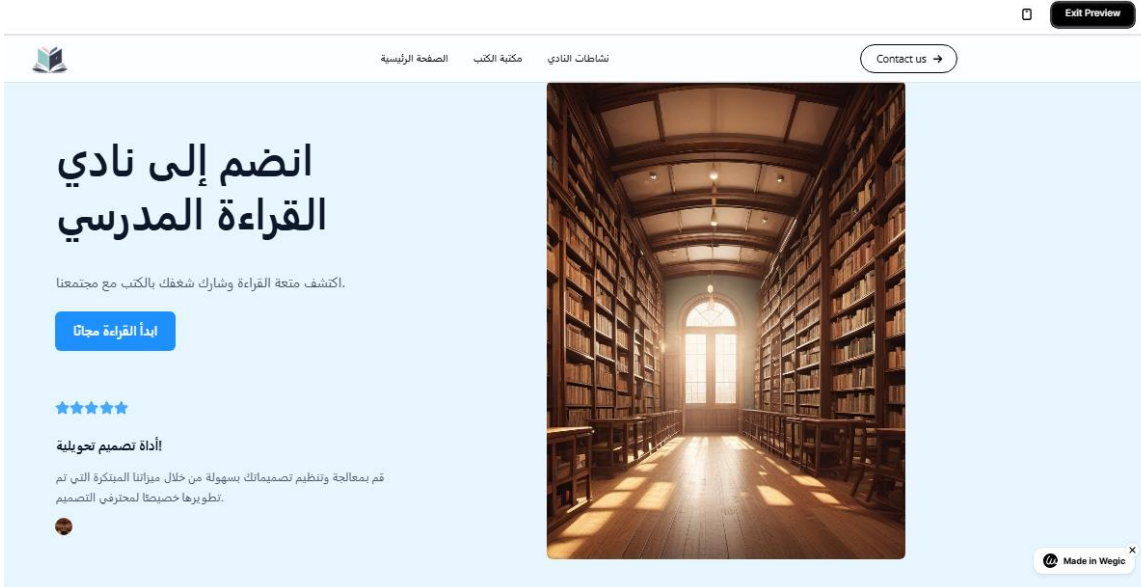 Exit Preview
الصفحة الرئيسية
مكتبة الكتب
نشاطات النادي
Contact us →
انضم إلى نادي
القراءة المدرسي
.اكتشف متعة القراءة وشارك شغفك بالكتب مع مجتمعنا
ابدأ القراءة مجانًا
!أداة تصميم تحويلية
قم بمعالجة وتنظيم تصميماتك بسهولة من خلال ميزاتنا المبتكرة التي تم
.تطويرها خصيصًا لمحترفي التصميم
Made in Wegic